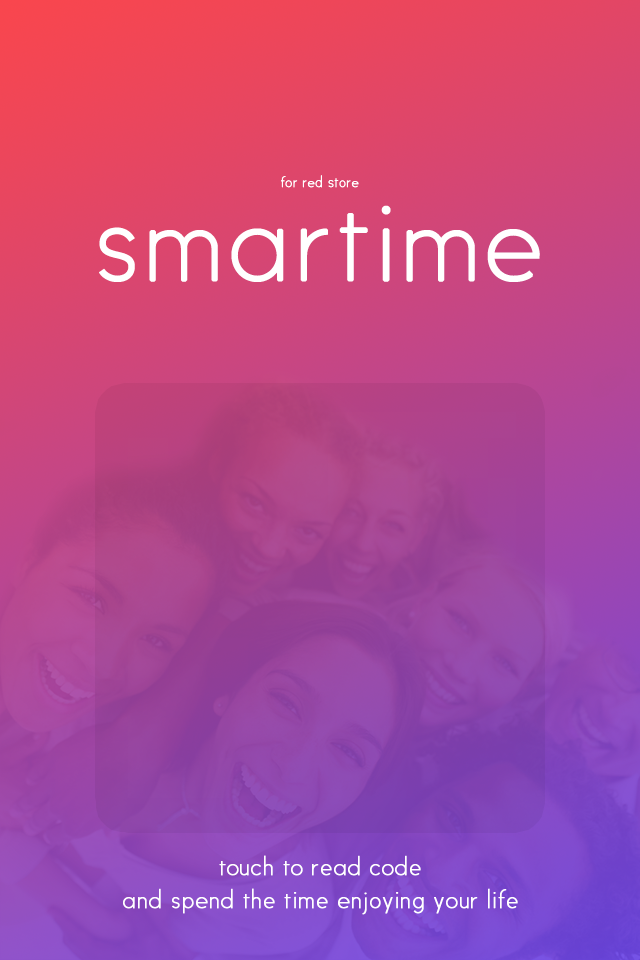 for red store
smartime
touch to read code
and spend the time enjoying your life